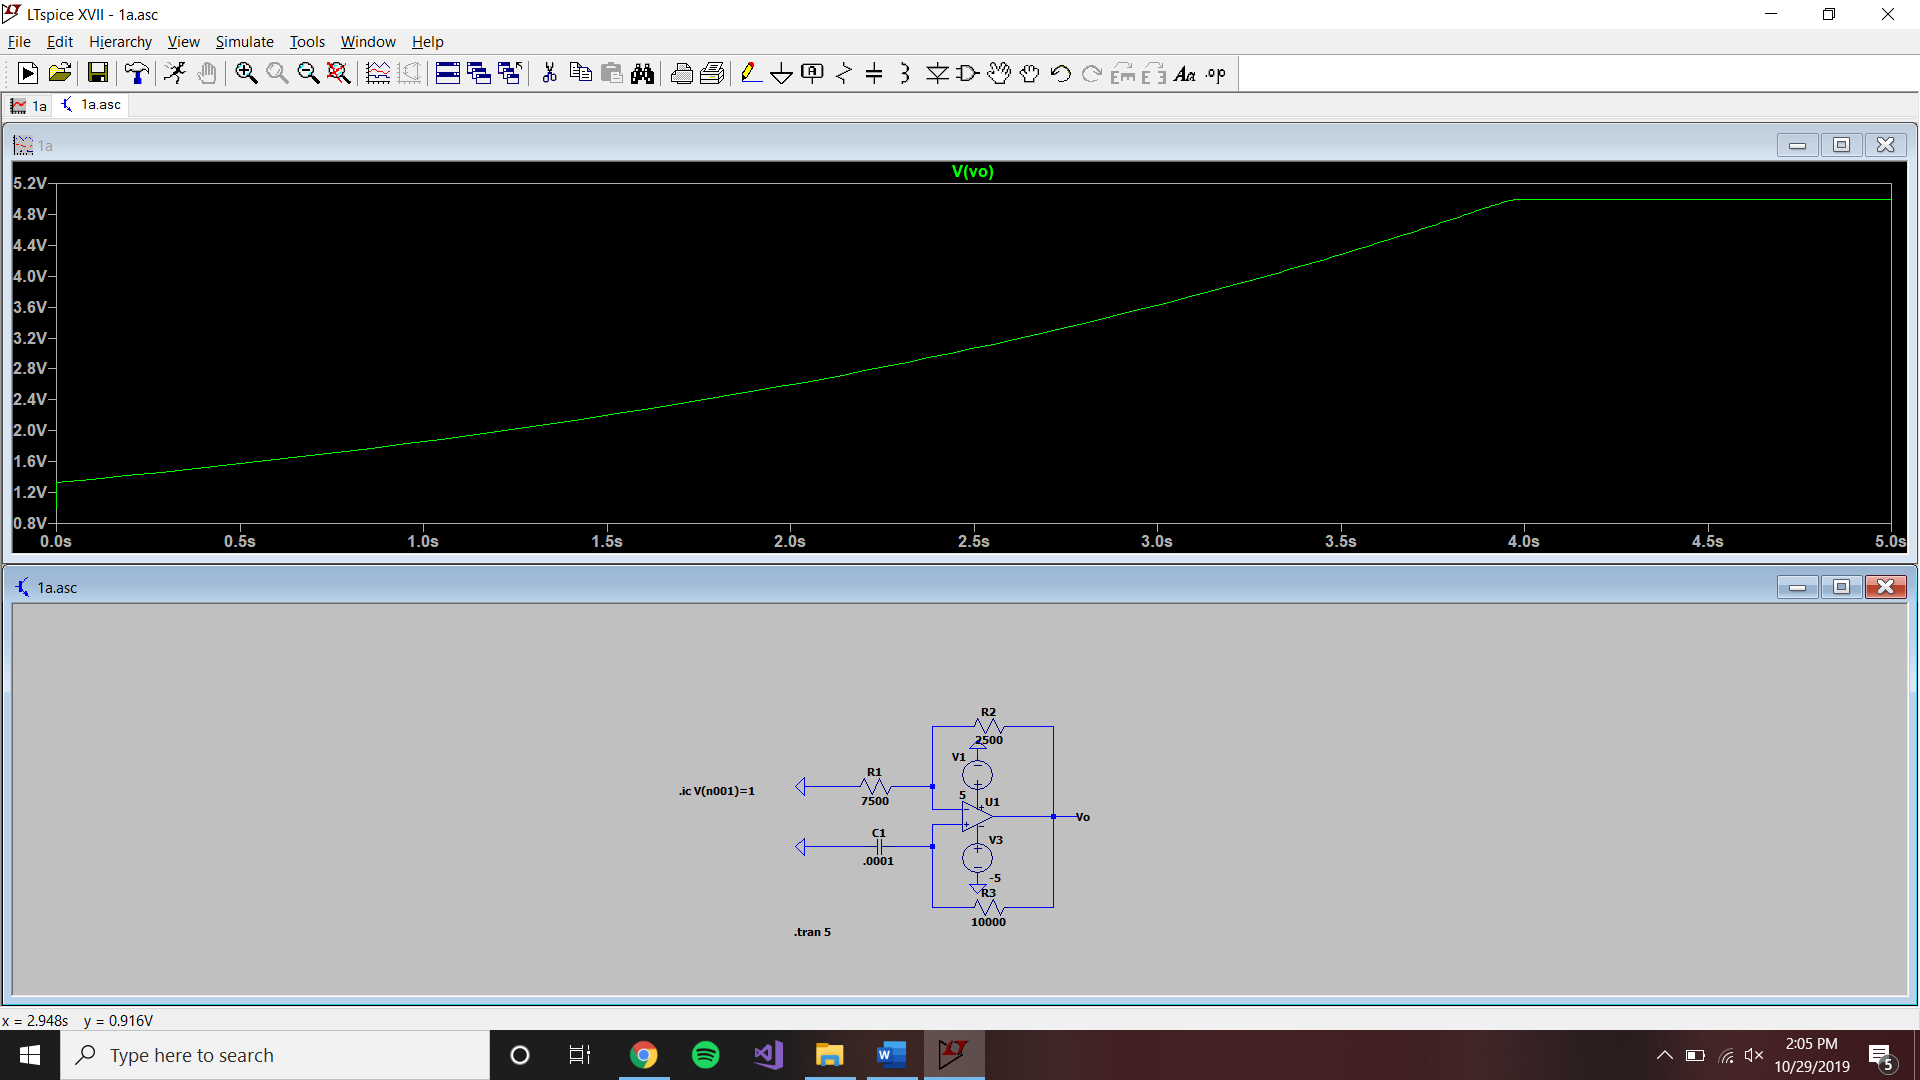 LTspice XVII - 1a.asc
File Edit Hierarchy View Simulate Tools Window Help
.op
1a 1a.asc
1a
V(vo)
5.2V
4.8V
4.4V
4.0V
3.6V
3.2V
2.8V
2.4V
2.0V
1.6V
1.2V
0.8V
0.0s 0.5s 1.0s 1.5s 2.0s 2.5s 3.0s 3.5s 4.0s 4.5s 5.0s
1a.asc
R2
2500
V1
R1
.ic V(n001)=1
7500
5
U1
Vo
C1
V3
.0001
-5
R3
10000
.tran 5
x = 2.948s y = 0.916V
Type here to search
2:05 PM
10/29/2019
5